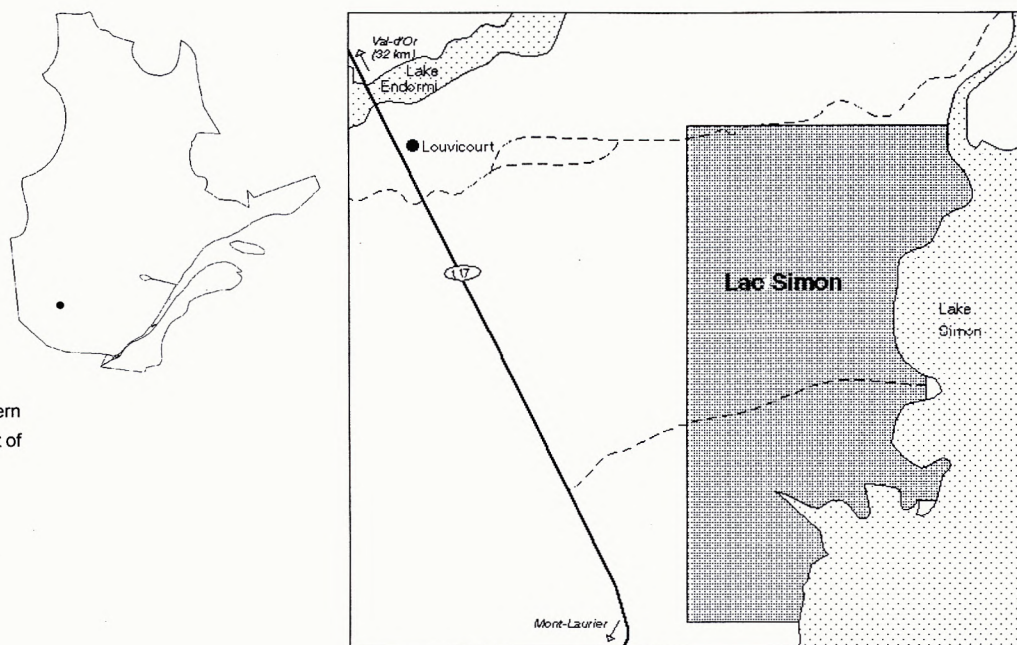 Val-d'Or
(32 km)
Lake
Endormi
Louvicourt
117
Lac Simon
Lake
Simon
ern
t of
Mont-Laurier